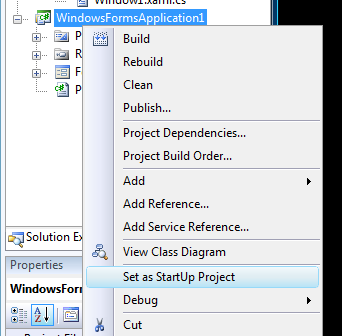 Window1.xaml.cs
WindowsFormsApplication1
Build
P
Rebuild
R
Clean
F
Publish...
P
Project Dependencies...
Project Build Order...
Add
Add Reference...
Add Service Reference...
Solution Ex
View Class Diagram
Properties
Set as StartUp Project
WindowsForm
Debug
A
Z
Cut